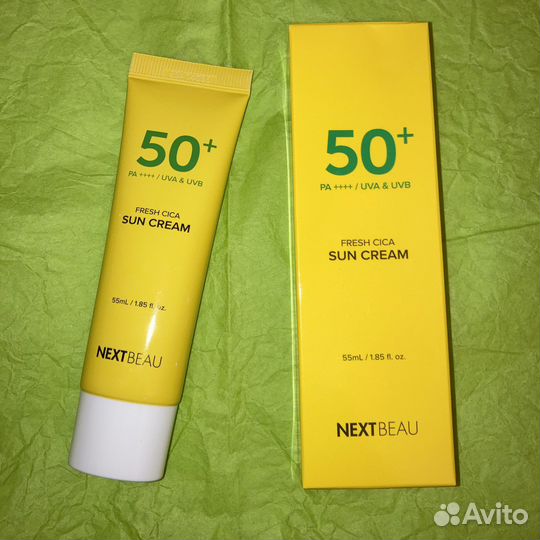 50+
PA ++++ / UVA & UVB
FRESH CICA
SUN CREAM
55mL / 1.85 fl. oz.
NEXTBEAU
50+
PA ++++ / UVA & UVB
FRESH CICA
SUN CREAM
55mL / 1.85 fl. oz.
NEXTBEAU
Avito